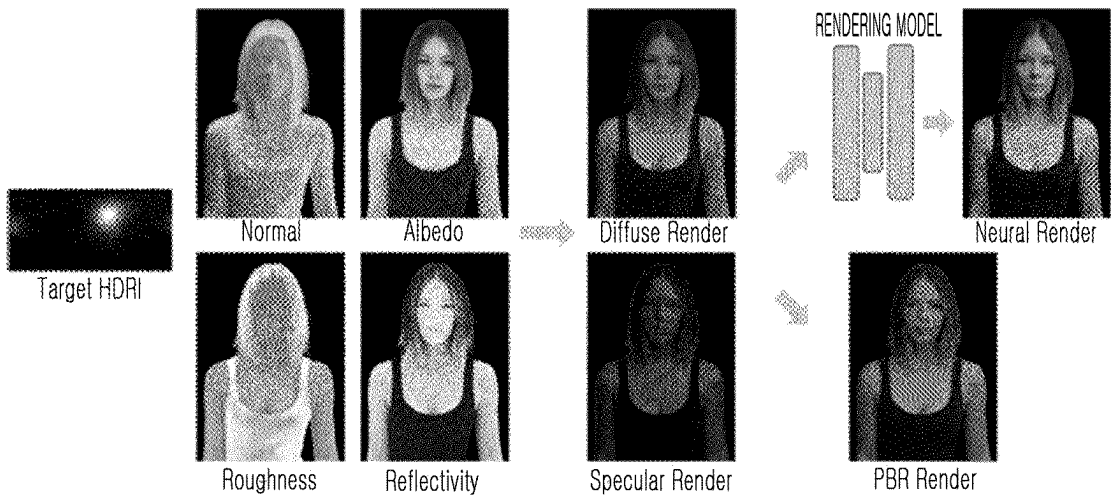 RENDERING MODEL
Normal
Albedo
Diffuse Render
Neural Render
Target HDRI
Roughness
Reflectivity
Specular Render
PBR Render